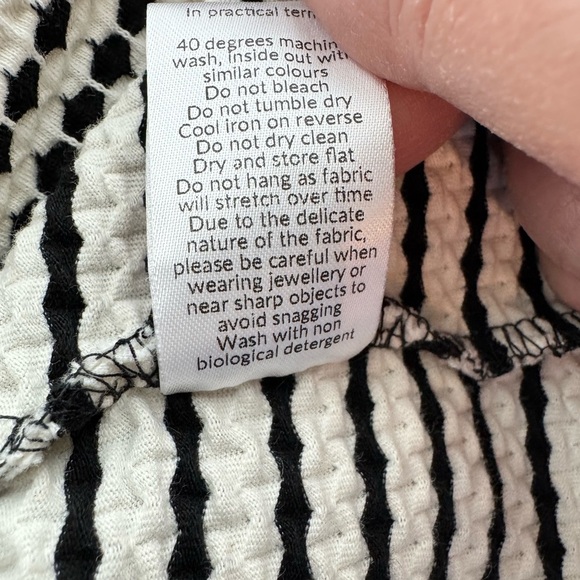 In practical
40 degrees machin
wash, inside out with
similar colours
Do not bleach
Do not tumble dry
Cool iron on reverse
Do not dry clean
Dry and store flat
Do not hang as fabric
will stretch over time
Due to the delicate
nature of the fabric,
please be careful when
wearing jewellery or
near sharp objects to
avoid snagging
Wash with non
biological detergent